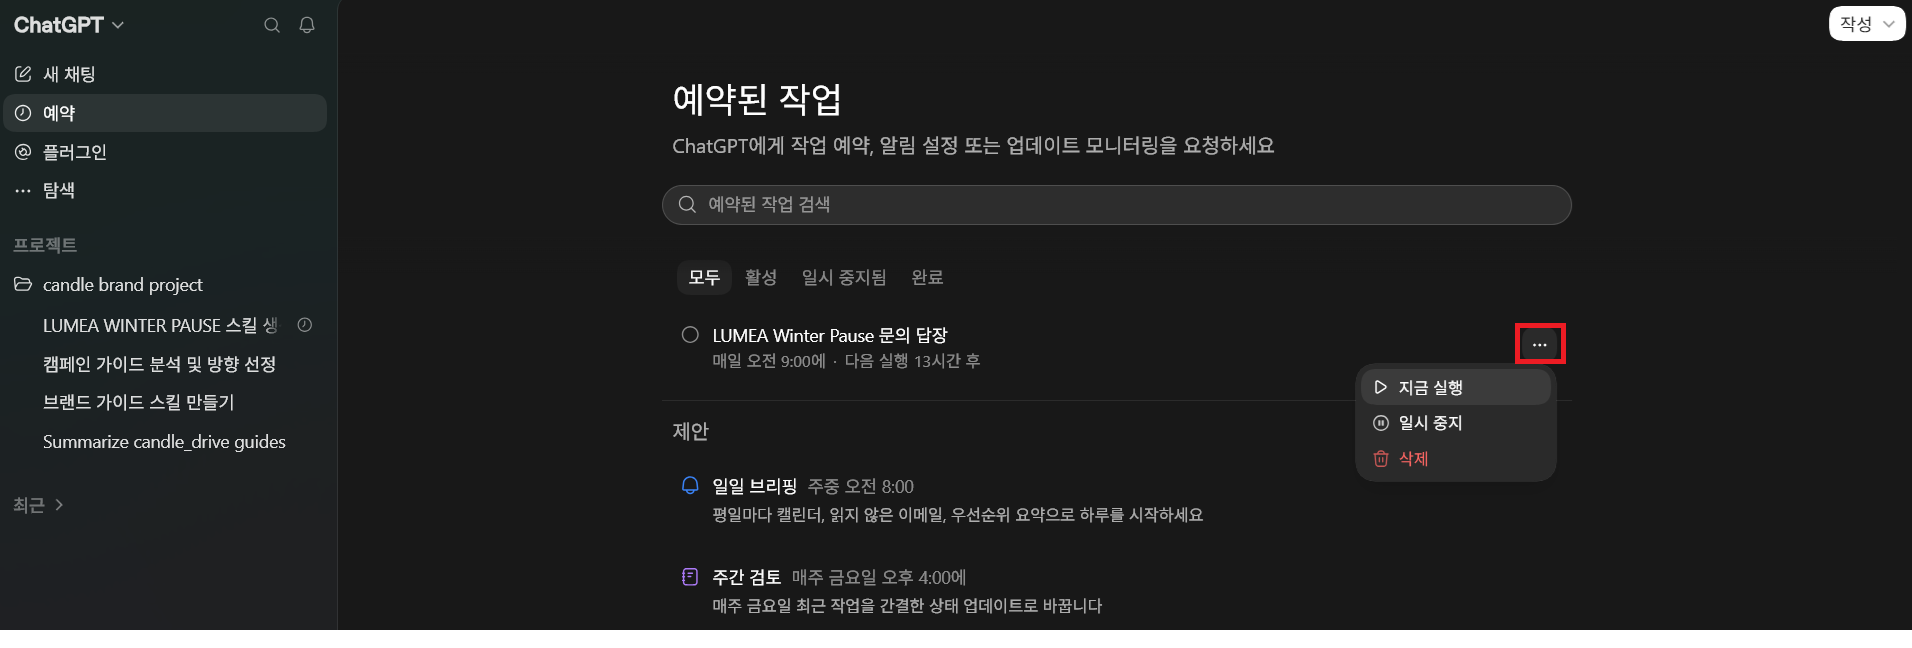 ChatGPT
새 채팅
예약
플러그인
탐색
프로젝트
candle brand project
LUMEA WINTER PAUSE 스킬 생
캠페인 가이드 분석 및 방향 선정
브랜드 가이드 스킬 만들기
Summarize candle_drive guides
최근
작성
예약된 작업
ChatGPT에게 작업 예약, 알림 설정 또는 업데이트 모니터링을 요청하세요
예약된 작업 검색
모두 활성 일시 중지됨 완료
LUMEA Winter Pause 문의 답장
매일 오전 9:00에 · 다음 실행 13시간 후
지금 실행
일시 중지
삭제
제안
일일 브리핑 주중 오전 8:00
평일마다 캘린더, 읽지 않은 이메일, 우선순위 요약으로 하루를 시작하세요
주간 검토 매주 금요일 오후 4:00에
매주 금요일 최근 작업을 간결한 상태 업데이트로 바꿉니다